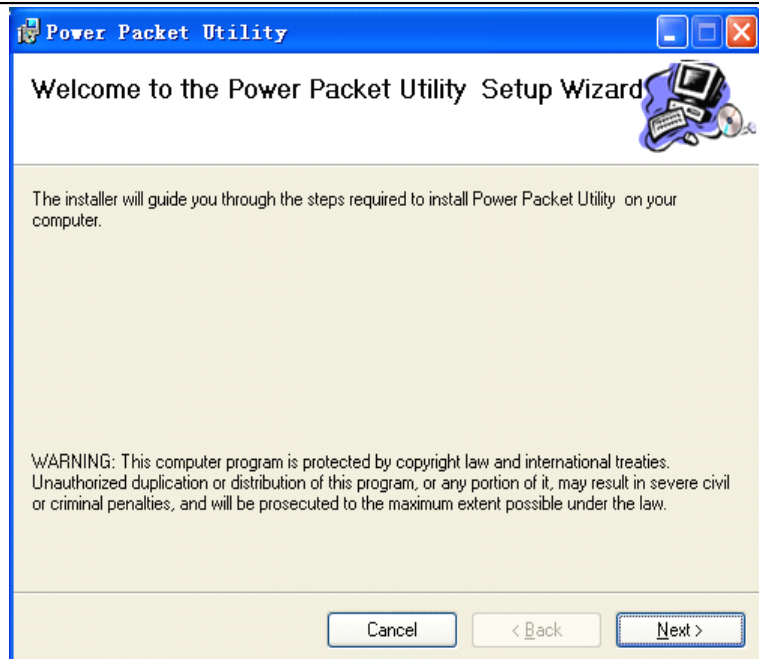 Power Packet Utility
Welcome to the Power Packet Utility  Setup Wizard
The installer will guide you through the steps required to install Power Packet Utility  on your
computer.
WARNING: This computer program is protected by copyright law and international treaties.
Unauthorized duplication or distribution of this program, or any portion of it, may result in severe civil
or criminal penalties, and will be prosecuted to the maximum extent possible under the law.
Cancel < Back Next >